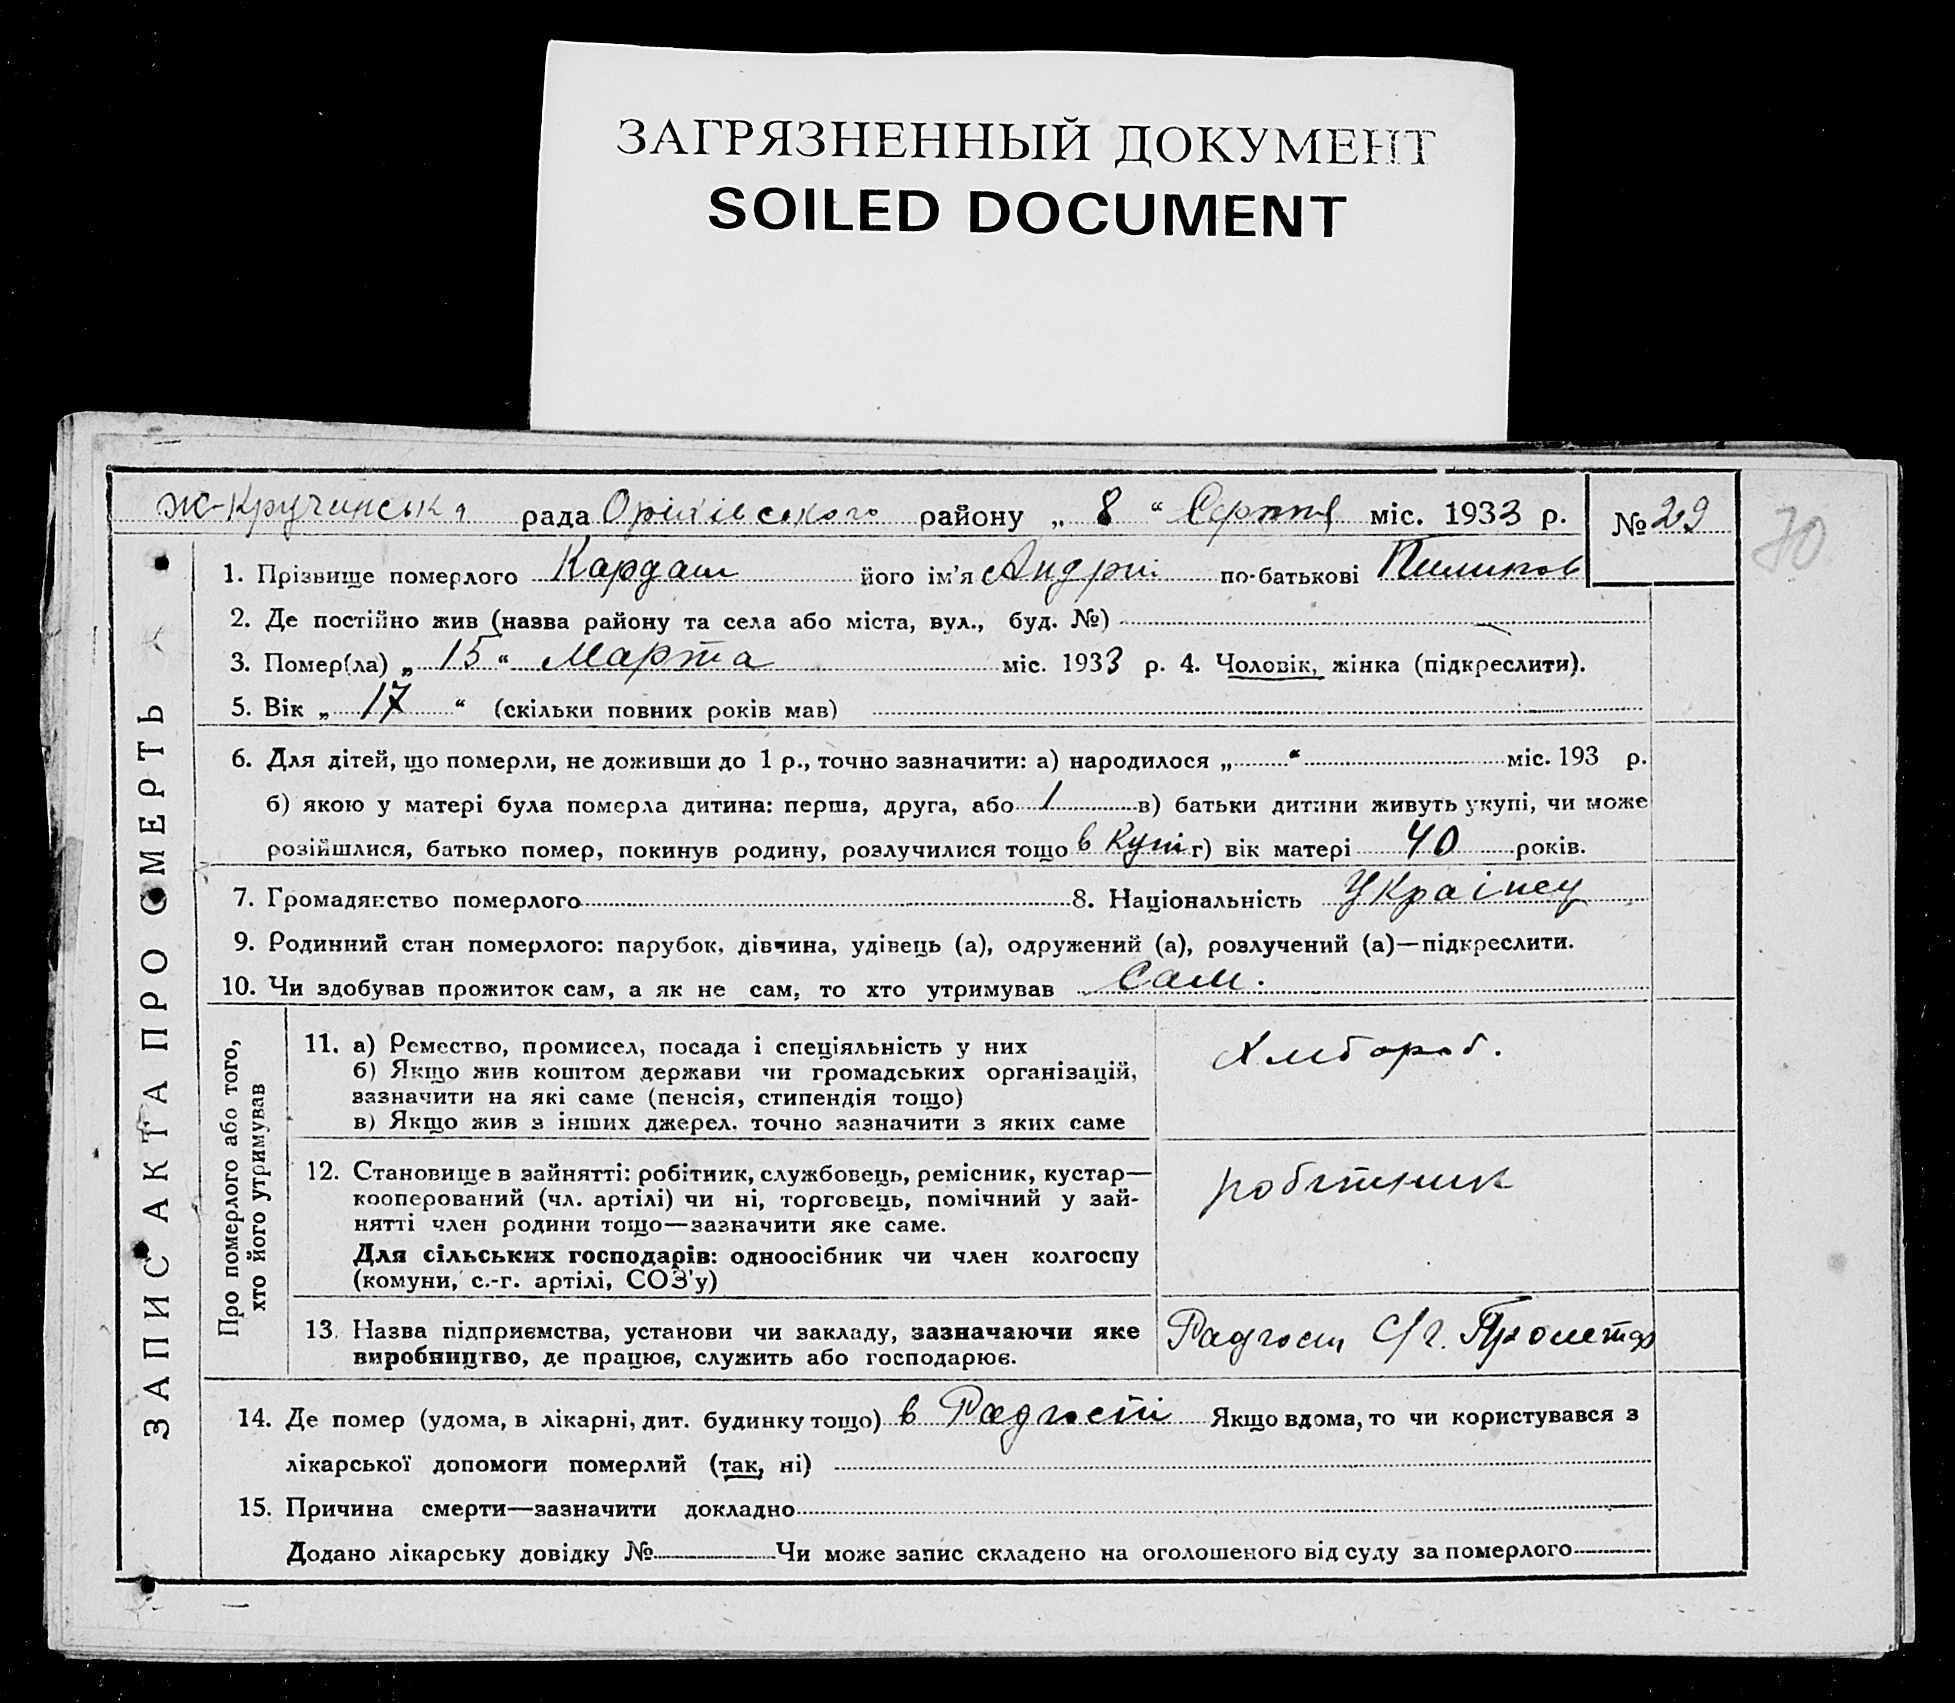 ЗАГРЯЗНЕННЫЙ ДОКУМЕНТ
SOILED DOCUMENT
Ж-Кручинська рада Оріхівського району „ 8 “ Серпня міс. 1933 р. № 29
70
1. Прізвище померлого Кардаш його ім'я Андрій по-батькові Пилипов
2. Де постійно жив (назва району та села або міста, вул., буд. №)
3. Помер(ла) „ 15 “ Марта міс. 1933 р. 4. Чоловік, жінка (підкреслити).
5. Вік „ 17 “ (скільки повних років мав)
6. Для дітей, що померли, не доживши до 1 р., точно зазначити: а) народилося „ “ міс. 193 р.
б) якою у матері була померла дитина: перша, друга, або 1 в) батьки дитини живуть укупі, чи може
розійшлися, батько помер, покинув родину, розлучилися тощо в купі г) вік матері 40 років.
7. Громадянство померлого 8. Національність Україец
9. Родинний стан померлого: парубок, дівчина, удівець (а), одружений (а), розлучений (а)—підкреслити.
10. Чи здобував прожиток сам, а як не сам, то хто утримував Сам.
ЗАПИС АКТА ПРО СМЕРТЬ
Про померлого або того,
хто його утримував
11. а) Ремество, промисел, посада і спеціяльність у них
б) Якщо жив коштом держави чи громадських організацій,
зазначити на які саме (пенсія, стипендія тощо)
в) Якщо жив з інших джерел. точно зазначити з яких саме
Хлібороб.
12. Становище в зайнятті: робітник, службовець, ремісник, кустар—
кооперований (чл. артілі) чи ні, торговець, помічний у зай-
нятті член родини тощо—зазначити яке саме.
Для сільських господарів: одноосібник чи член колгоспу
(комуни, с.-г. артілі, СОЗ'у)
робітник
13. Назва підприємства, установи чи закладу, зазначаючи яке
виробництво, де працює, служить або господарює.
Радгосп С/г.
14. Де помер (удома, в лікарні, дит. будинку тощо) в Радгоспі Якщо вдома, то чи користувався з
лікарської допомоги померлий (так, ні)
15. Причина смерти—зазначити докладно
Додано лікарську довідку № Чи може запис складено на оголошеного від суду за померлого